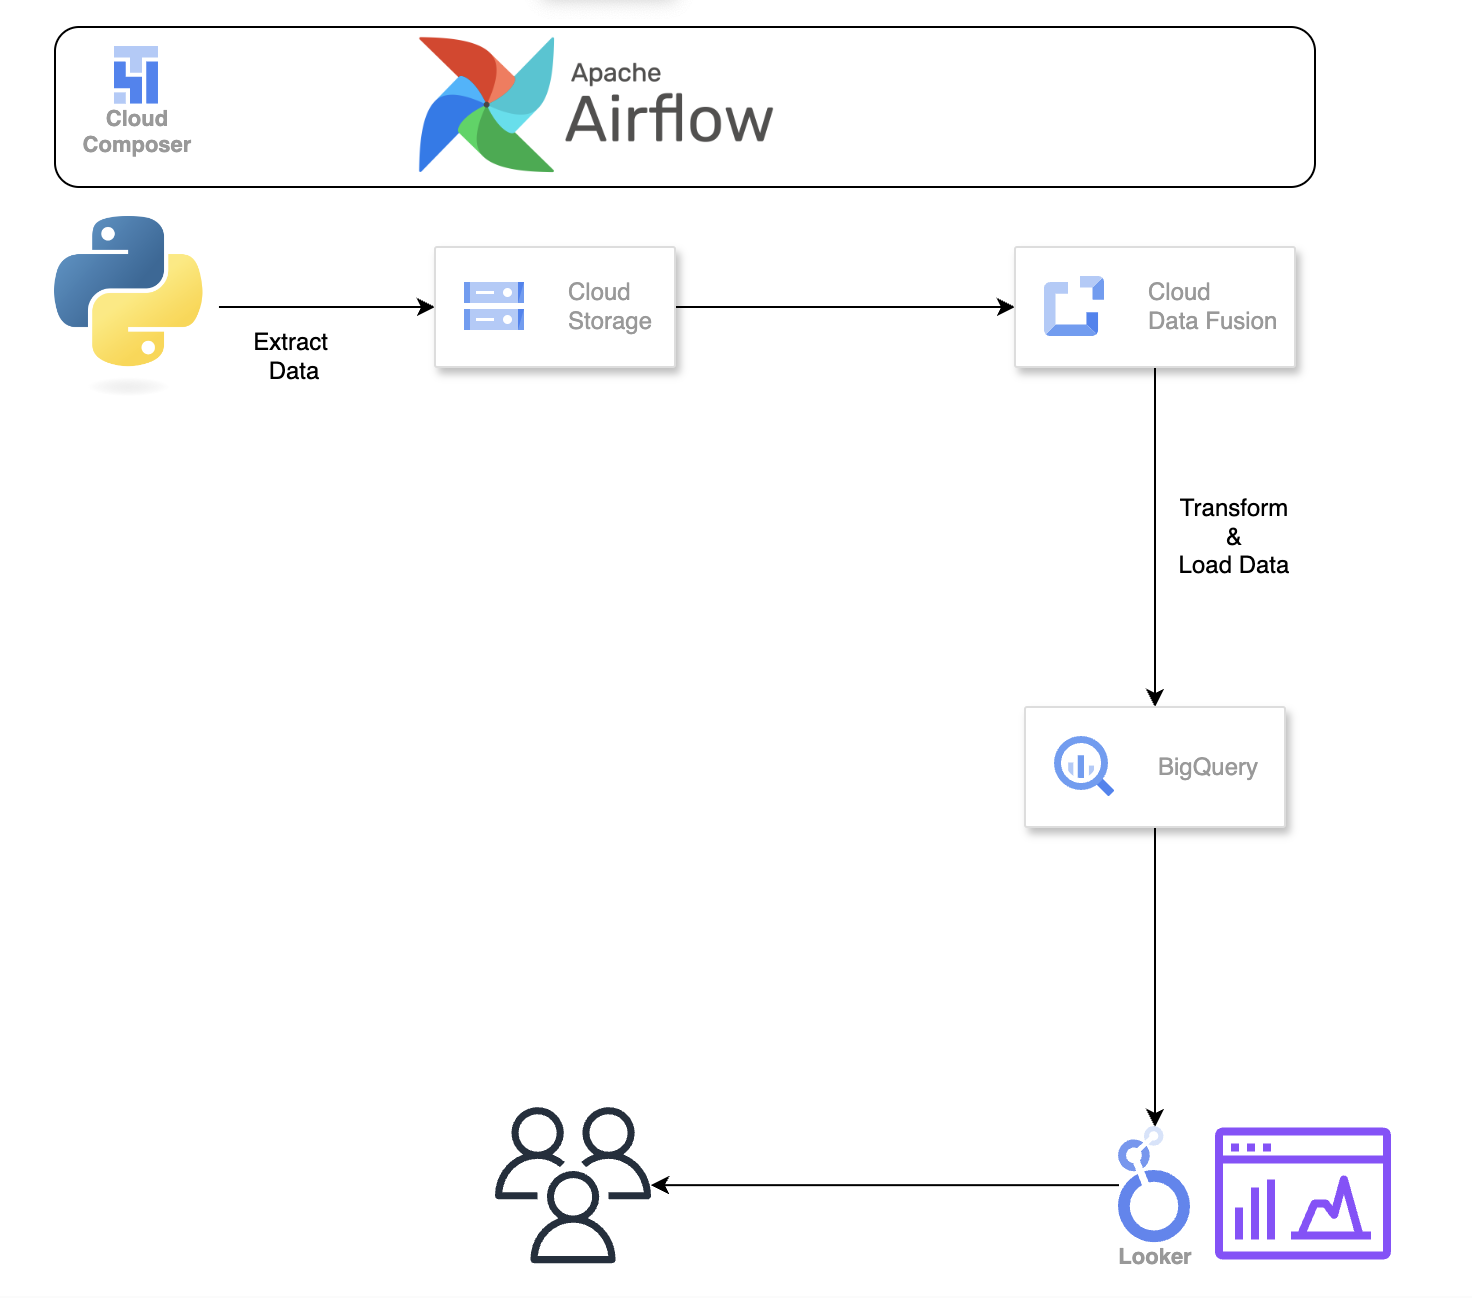 Cloud
Composer
Apache
Airflow
Extract
Data
Cloud
Storage
Cloud
Data Fusion
Transform
&
Load Data
BigQuery
Looker